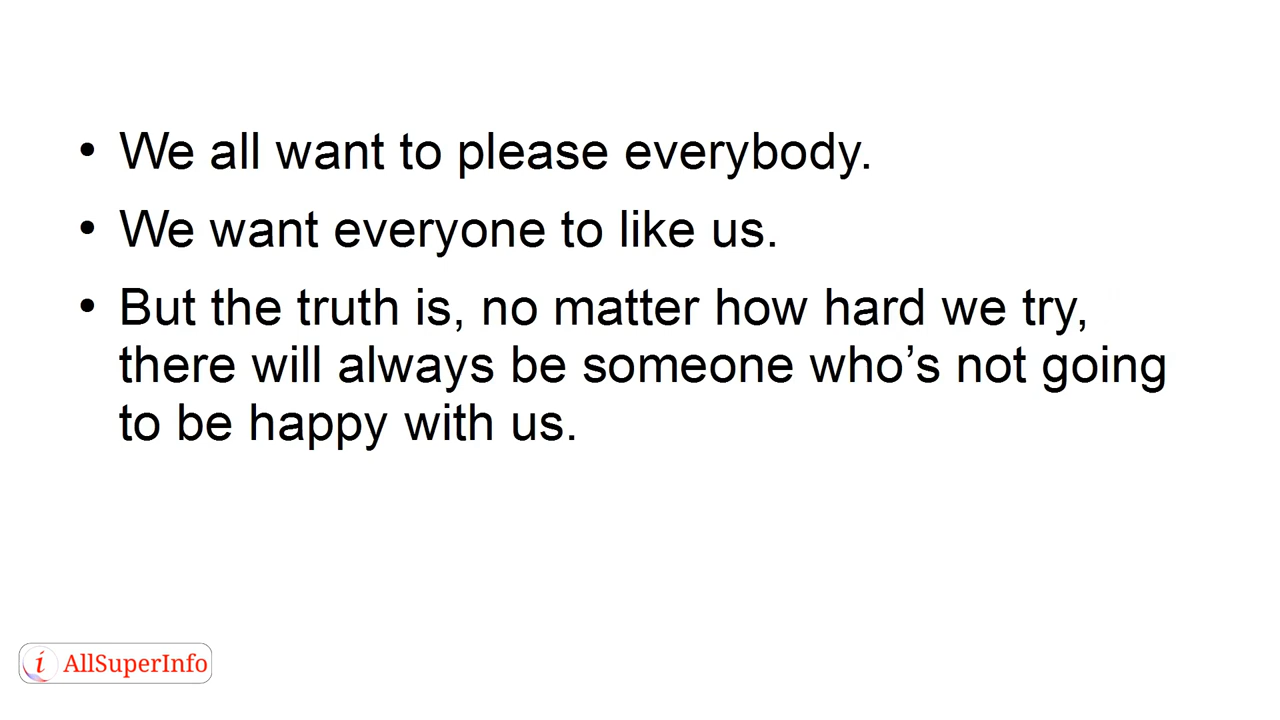 • We all want to please everybody.
• We want everyone to like us.
• But the truth is, no matter how hard we try,
there will always be someone who’s not going
to be happy with us.
i AllSuperInfo